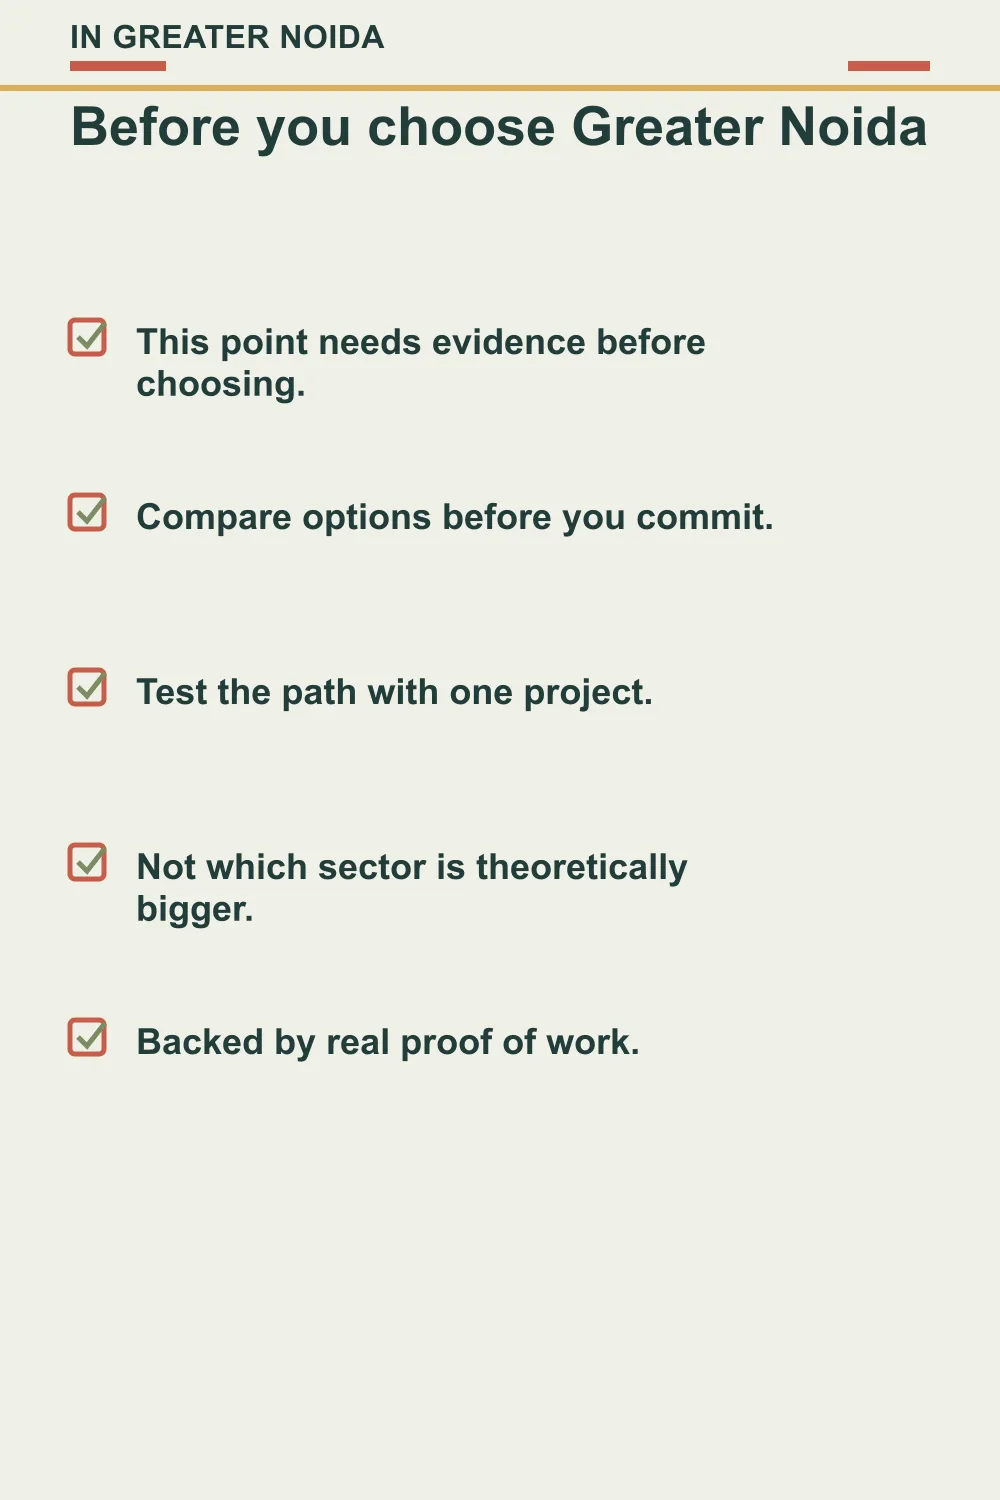 IN GREATER NOIDA
Before you choose Greater Noida
This point needs evidence before
choosing.
Compare options before you commit.
Test the path with one project.
Not which sector is theoretically
bigger.
Backed by real proof of work.